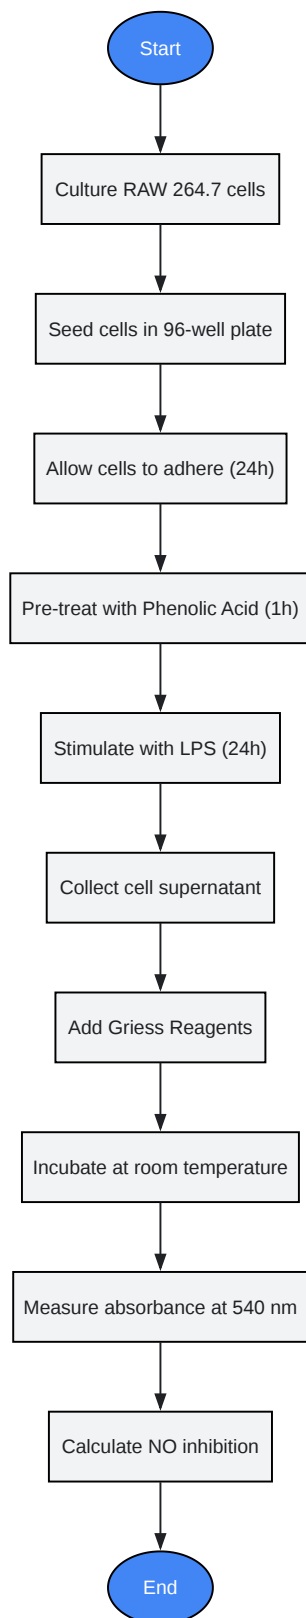 Start
Culture RAW 264.7 cells
Seed cells in 96-well plate
Allow cells to adhere (24h)
Pre-treat with Phenolic Acid (1h)
Stimulate with LPS (24h)
Collect cell supernatant
Add Griess Reagents
Incubate at room temperature
Measure absorbance at 540 nm
Calculate NO inhibition
End